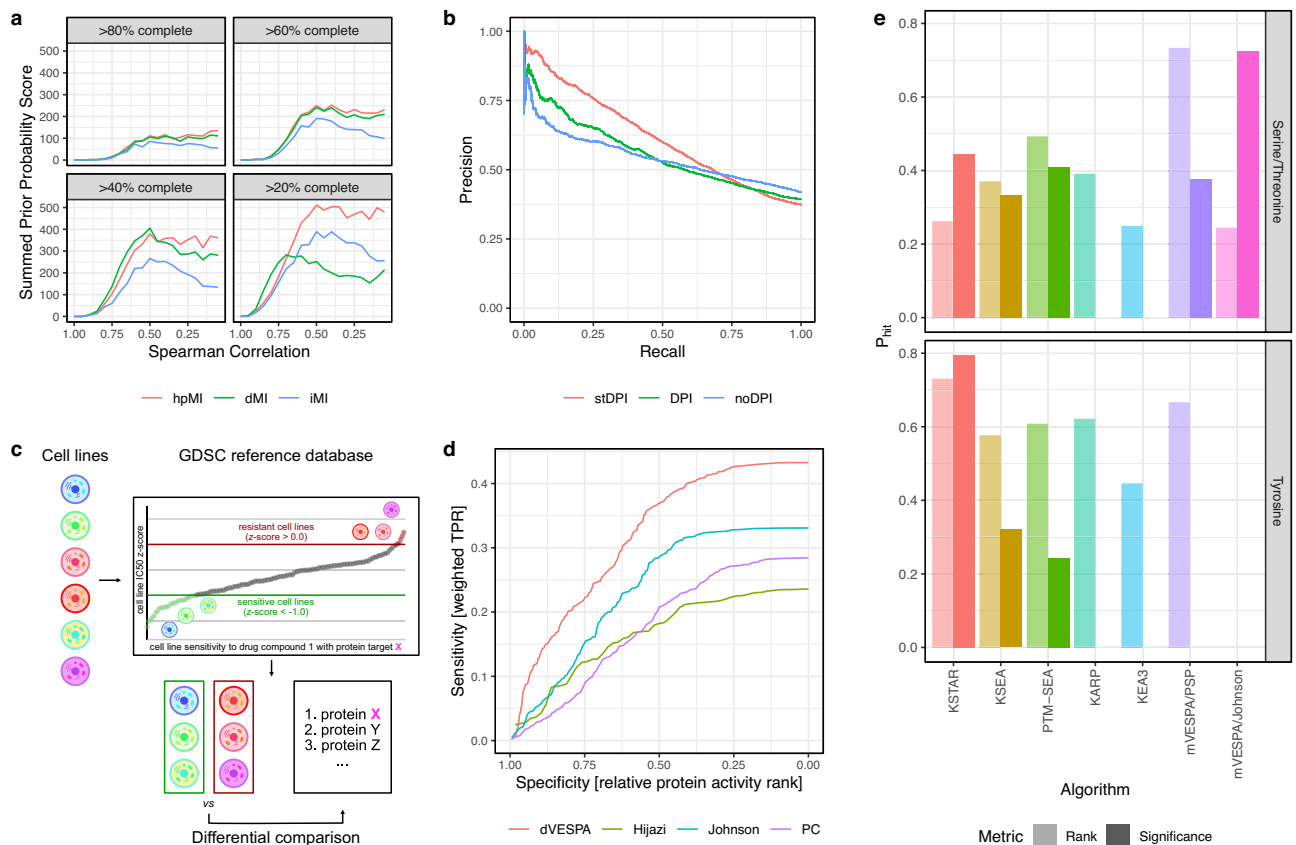 a
>80% complete
>60% complete
>40% complete
>20% complete
500
400
300
200
100
0
500
400
300
200
100
0
1.00
0.75
0.50
0.25
1.00
0.75
0.50
0.25
Summed Prior Probability Score
Spearman Correlation
hpMI
dMI
iMI
b
1.00
0.75
0.50
0.25
0.00
Precision
0.00
0.25
0.50
0.75
1.00
Recall
stDPI
DPI
noDPI
c
Cell lines
GDSC reference database
cell line IC50 z-score
resistant cell lines
(z-score > 0.0)
sensitive cell lines
(z-score < -1.0)
cell line sensitivity to drug compound 1 with protein target X
1. protein X
2. protein Y
3. protein Z
...
vs
Differential comparison
d
0.4
0.3
0.2
0.1
0.0
Sensitivity [weighted TPR]
1.00
0.75
0.50
0.25
0.00
Specificity [relative protein activity rank]
dVESPA
Hijazi
Johnson
PC
e
0.8
0.6
0.4
0.2
0.0
Serine/Threonine
Phit
0.8
0.6
0.4
0.2
0.0
Tyrosine
KSTAR
KSEA
PTM−SEA
KARP
KEA3
mVESPA/PSP
mVESPA/Johnson
Algorithm
Metric
Rank
Significance